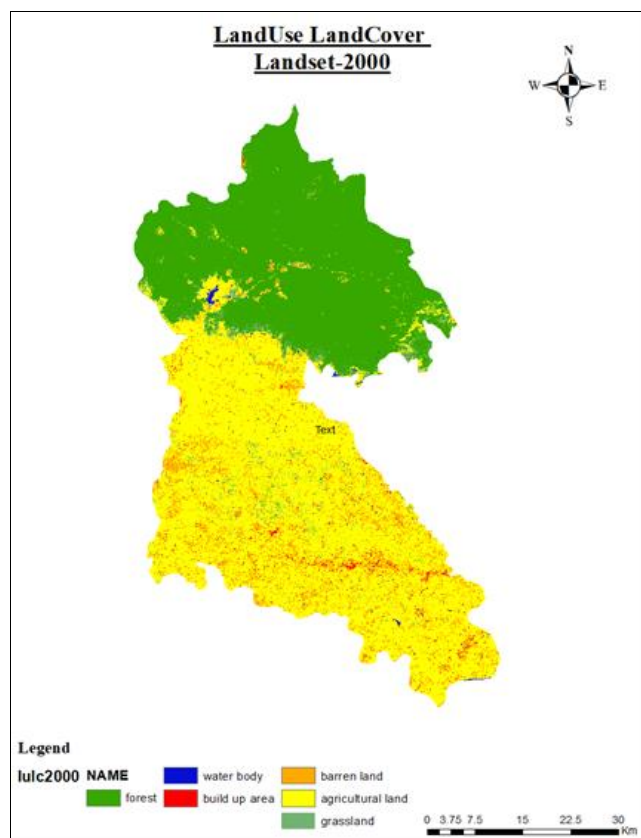 LandUse LandCover
Landset-2000
N
W E
S
Text
Legend
lulc2000 NAME
forest
water body
build up area
barren land
agricultural land
grassland
0 3.75 7.5 15 22.5 30
Km